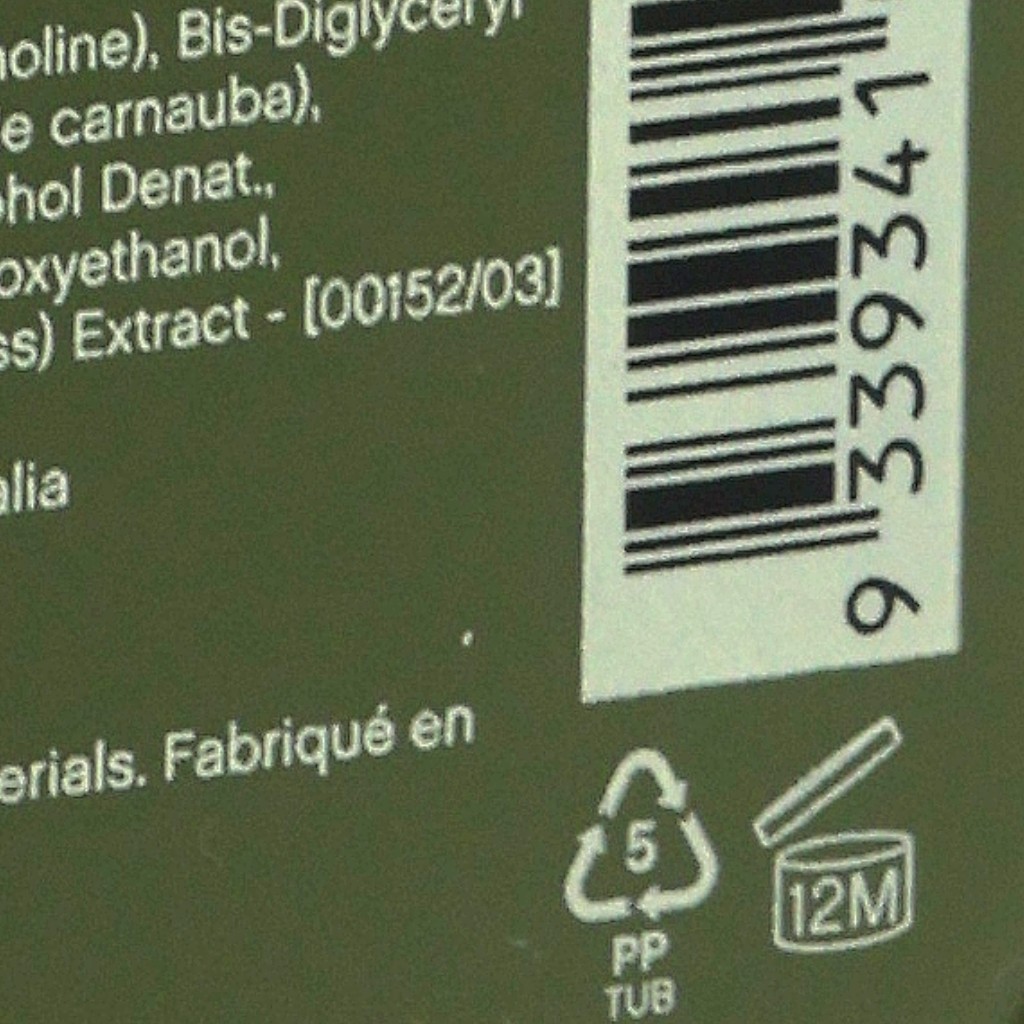 noline), Bis-Diglyceryl
e carnauba),
ohol Denat.,
oxyethanol,
ss) Extract - [00152/03]
alia
erials. Fabriqué en
9 339341
5
PP
TUB
12M